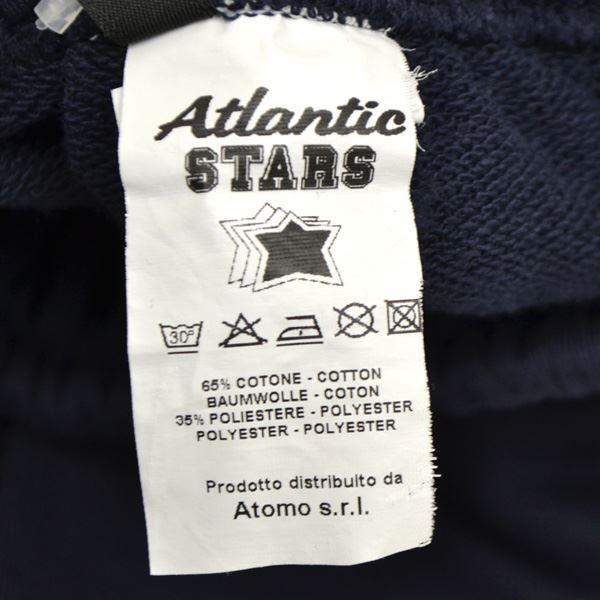 Atlantic
STARS
30°
65% COTONE - COTTON
BAUMWOLLE - COTON
35% POLIESTERE - POLYESTER
POLYESTER - POLYESTER
Prodotto distribuito da
Atomo s.r.l.